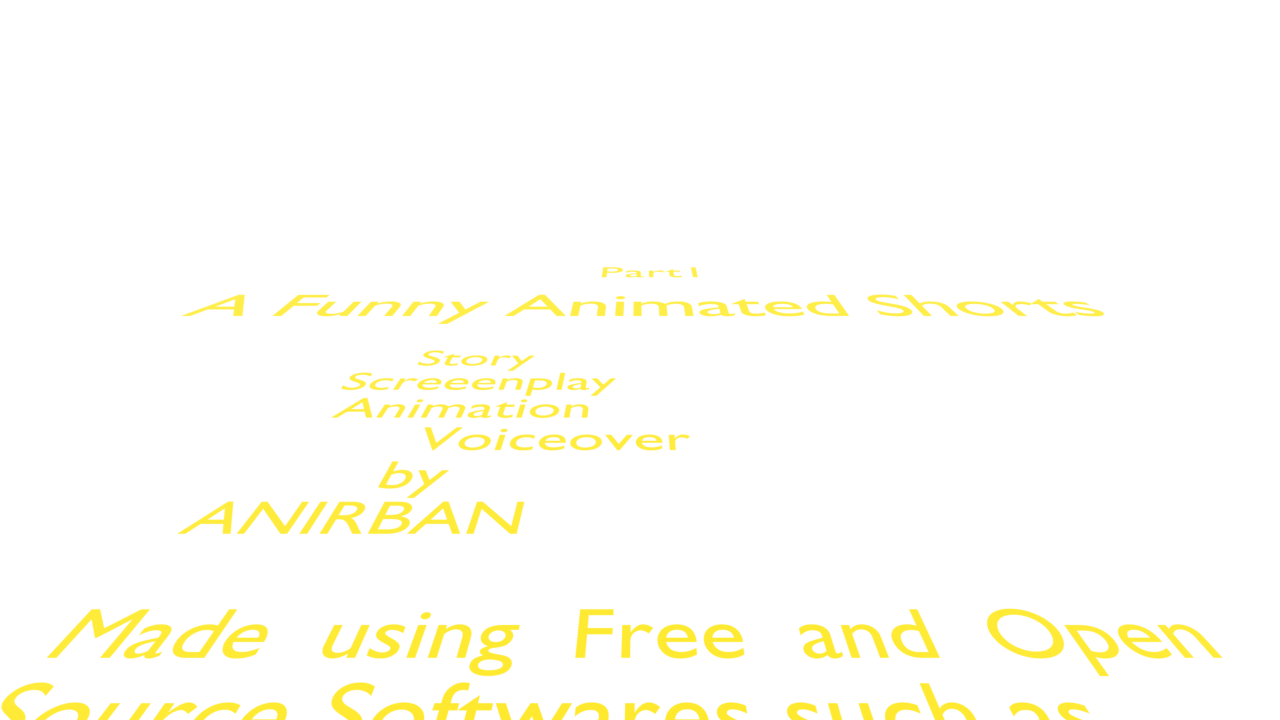 Part I
A Funny Animated Shorts
Story
Screeenplay
Animation
Voiceover
by
ANIRBAN
Made using Free and Open
Source Softwares such as